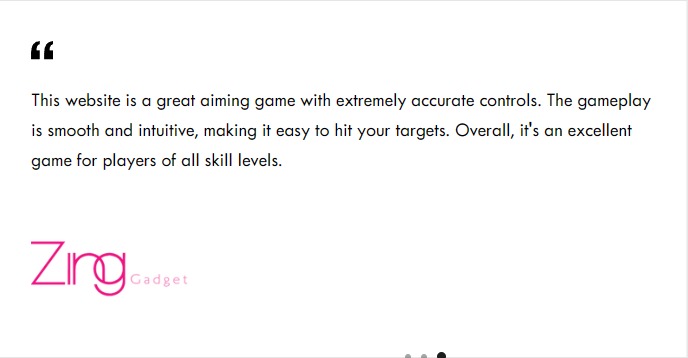 “
This website is a great aiming game with extremely accurate controls. The gameplay
is smooth and intuitive, making it easy to hit your targets. Overall, it's an excellent
game for players of all skill levels.
Zing Gadget